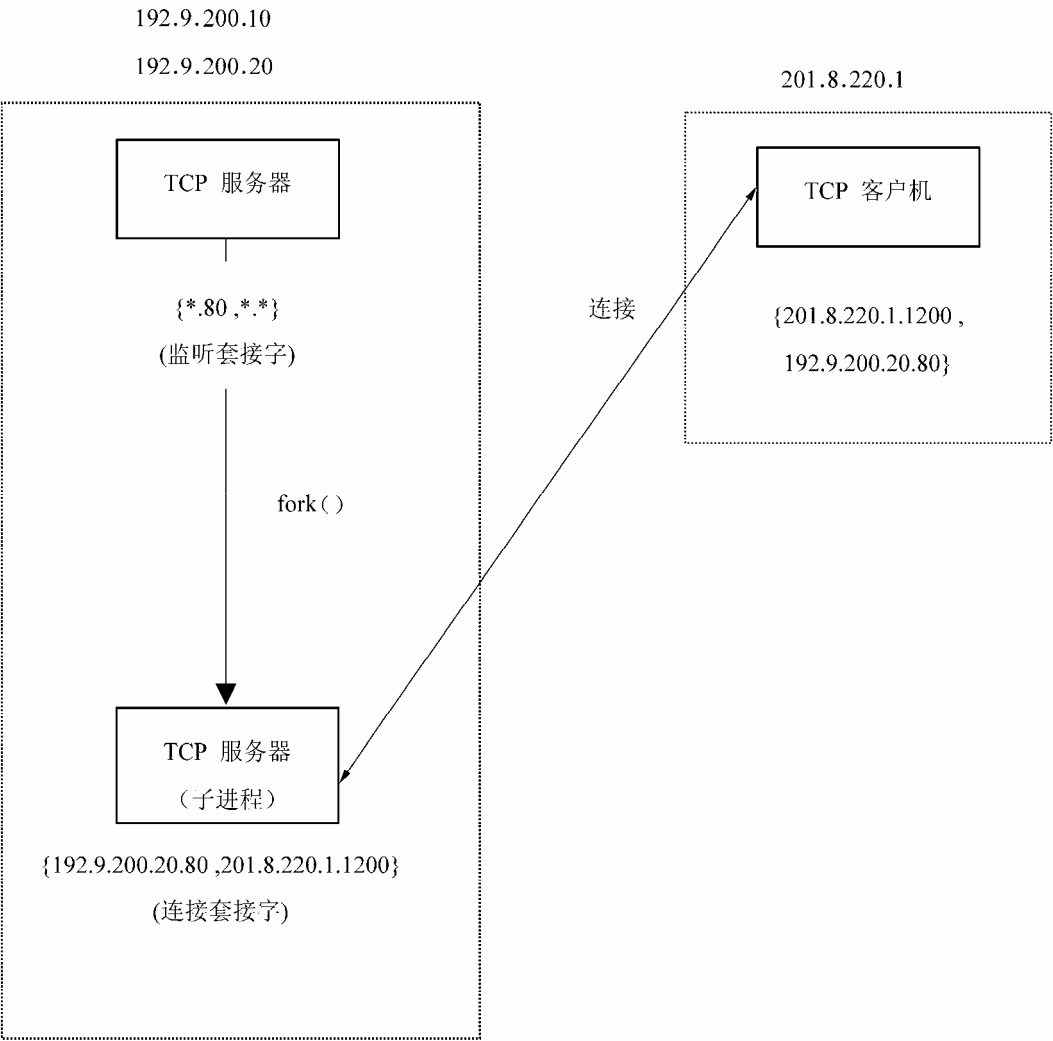 192.9.200.10
192.9.200.20
TCP 服务器
{*.80 ,*.*}
(监听套接字)
fork( )
TCP 服务器
（子进程）
{192.9.200.20.80 ,201.8.220.1.1200}
(连接套接字)
连接
201.8.220.1
TCP 客户机
{201.8.220.1.1200 ,
192.9.200.20.80}